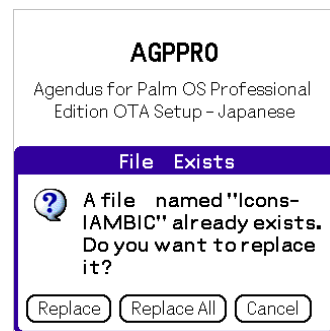 AGPPRO
Agendus for Palm OS Professional
Edition OTA Setup - Japanese
File Exists
A file named "Icons-
IAMBIC" already exists.
Do you want to replace
it?
Replace Replace All Cancel